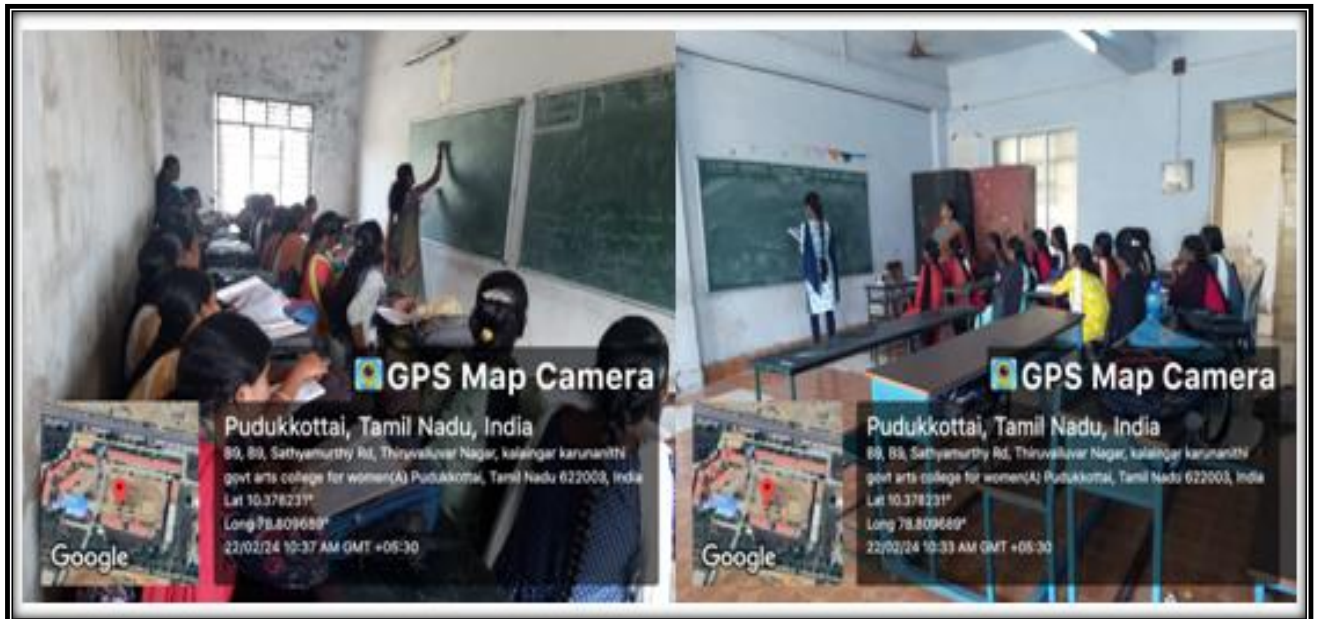 GPS Map Camera
Pudukkottai, Tamil Nadu, India
89, 89, Sathyamurthy Rd, Thiruvalluvar Nagar, kalaingar karunanithi
govt arts college for women(A) Pudukkottai, Tamil Nadu 622003, India
Lat 10.378231°
Long 78.809689°
22/02/24 10:37 AM GMT +05:30
Google
GPS Map Camera
Pudukkottai, Tamil Nadu, India
89, 89, Sathyamurthy Rd, Thiruvalluvar Nagar, kalaingar karunanithi
govt arts college for women(A) Pudukkottai, Tamil Nadu 622003, India
Lat 10.378231°
Long 78.809689°
22/02/24 10:33 AM GMT +05:30
Google